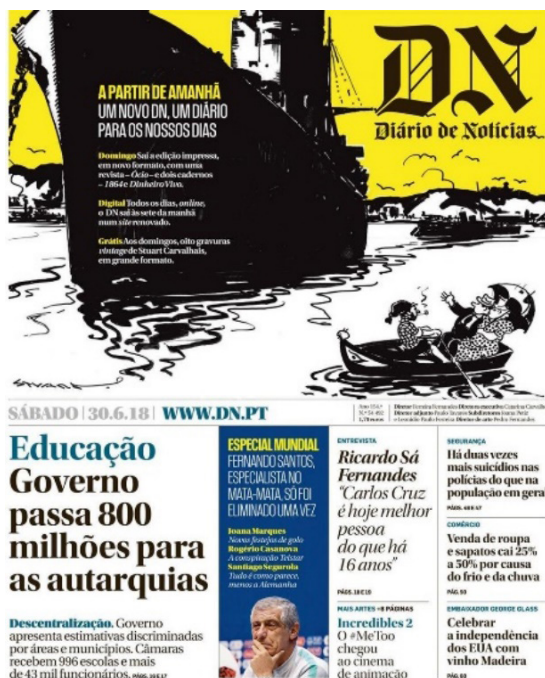 DN
Diário de Notícias
A PARTIR DE AMANHÃ
UM NOVO DN, UM DIÁRIO
PARA OS NOSSOS DIAS
Domingo Sai a edição impressa,
em novo formato, com uma
revista – Ócio – e dois cadernos
– 1864 e Dinheiro Vivo.
Digital Todos os dias, online,
o DN sai às sete da manhã
num site renovado.
Grátis Aos domingos, oito gravuras
vintage de Stuart Carvalhais,
em grande formato.
SÁBADO | 30.6.18 | WWW.DN.PT
Educação
Governo
passa 800
milhões para
as autarquias
Descentralização. Governo
apresenta estimativas discriminadas
por áreas e municípios. Câmaras
recebem 996 escolas e mais
de 43 mil funcionários.
ESPECIAL MUNDIAL
FERNANDO SANTOS,
ESPECIALISTA NO
MATA-MATA, SÓ FOI
ELIMINADO UMA VEZ
Joana Marques
Novos festejos de golo
Rogério Casanova
A conspiração Telstar
Santiago Segurola
Tudo é como parece,
menos a Alemanha
ENTREVISTA
Ricardo Sá
Fernandes
"Carlos Cruz
é hoje melhor
pessoa
do que há
16 anos"
MAIS ARTES +8 PÁGINAS
Incredibles 2
O #MeToo
chegou
ao cinema
de animação
SEGURANÇA
Há duas vezes
mais suicídios nas
polícias do que na
população em geral
COMÉRCIO
Venda de roupa
e sapatos cai 25%
a 50% por causa
do frio e da chuva
EMBAIXADOR GEORGE GLASS
Celebrar
a independência
dos EUA com
vinho Madeira